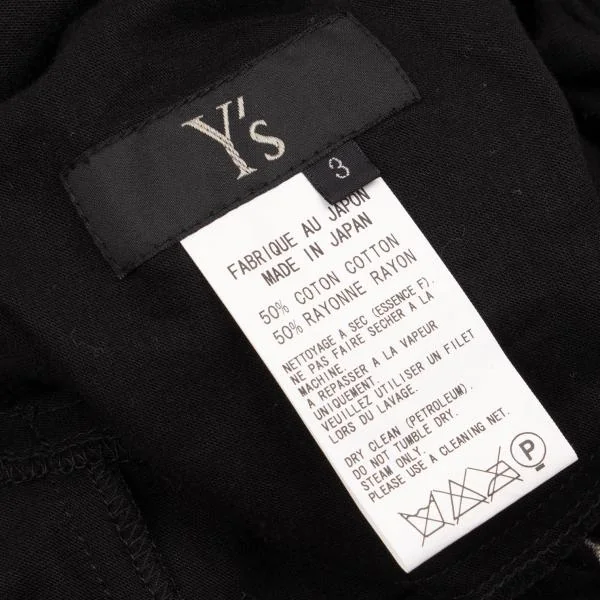 Y's
3
FABRIQUE AU JAPON
MADE IN JAPAN
50% COTON COTTON
50% RAYONNE RAYON
NETTOYAGE A SEC (ESSENCE F).
NE PAS FAIRE SECHER A LA
MACHINE.
A REPASSER A LA VAPEUR
UNIQUEMENT.
VEUILLEZ UTILISER UN FILET
LORS DU LAVAGE.
DRY CLEAN (PETROLEUM).
DO NOT TUMBLE DRY.
STEAM ONLY.
PLEASE USE A CLEANING NET.
P